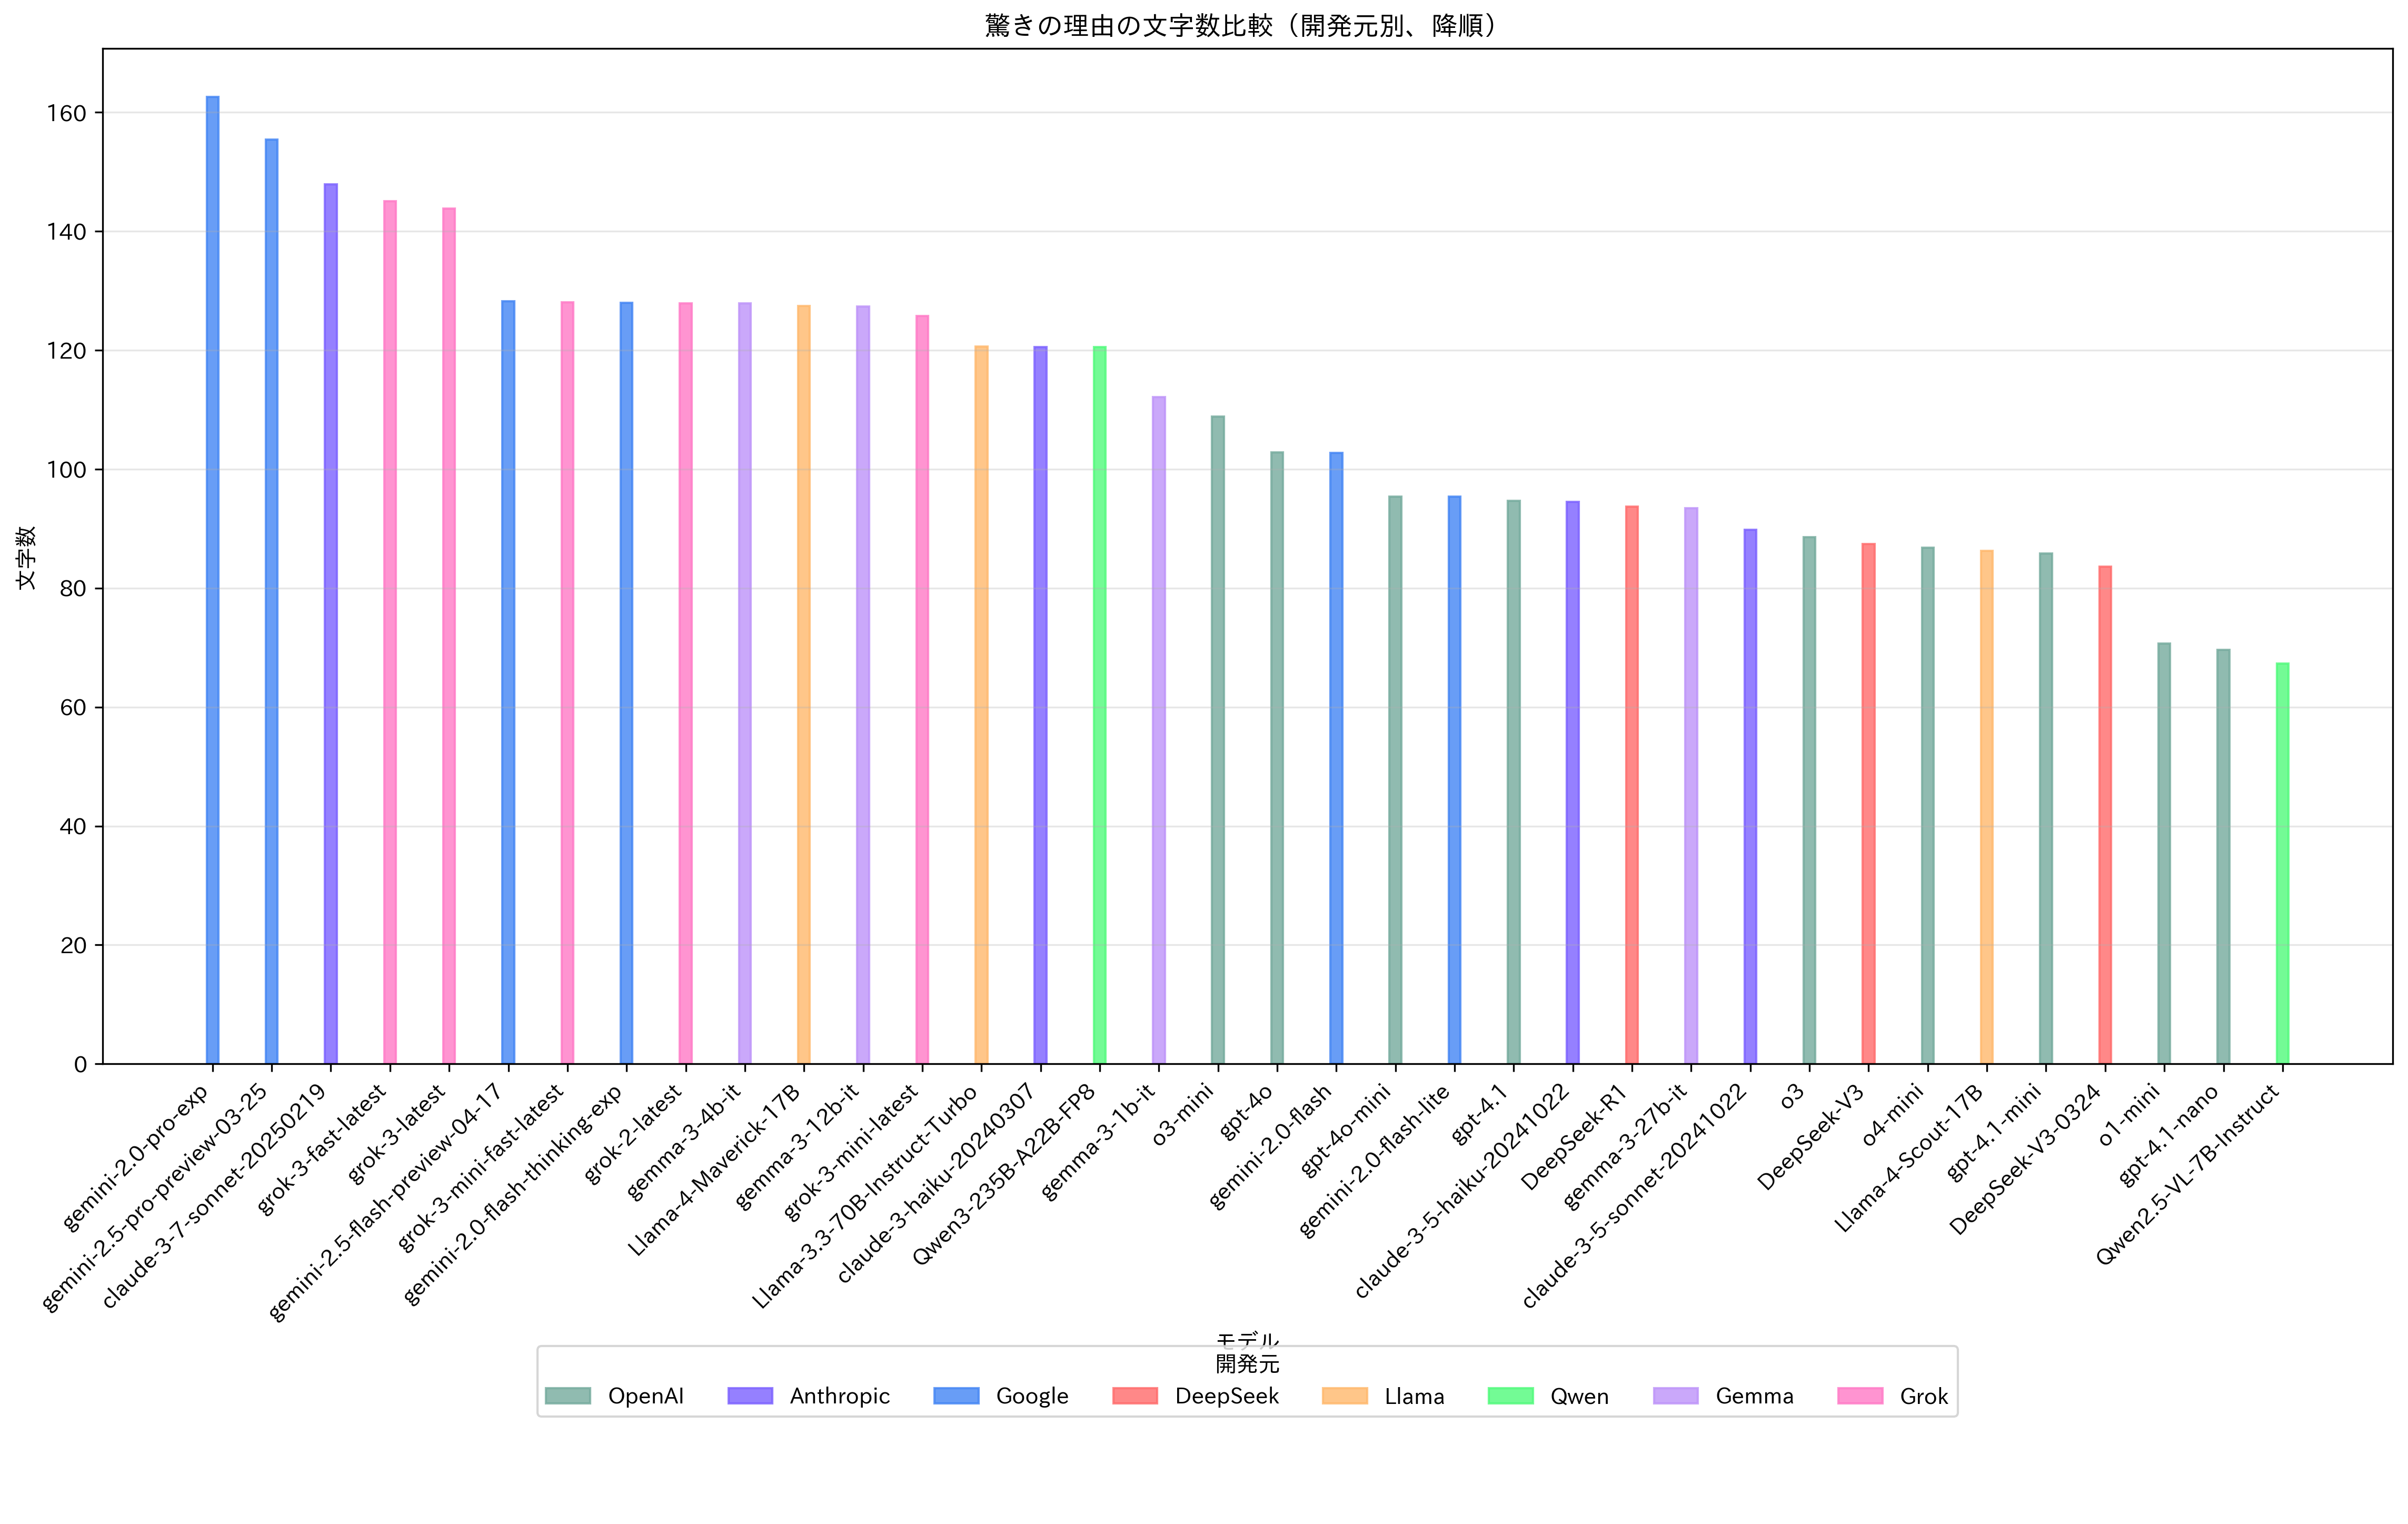 驚きの理由の文字数比較（開発元別、降順）
文字数
160
140
120
100
80
60
40
20
0
gemini-2.0-pro-exp
gemini-2.5-pro-preview-03-25
claude-3-7-sonnet-20250219
grok-3-fast-latest
grok-3-latest
gemini-2.5-flash-preview-04-17
grok-3-mini-fast-latest
gemini-2.0-flash-thinking-exp
grok-2-latest
gemma-3-4b-it
Llama-4-Maverick-17B
gemma-3-12b-it
grok-3-mini-latest
Llama-3.3-70B-Instruct-Turbo
claude-3-haiku-20240307
Qwen3-235B-A22B-FP8
gemma-3-1b-it
o3-mini
gpt-4o
gemini-2.0-flash
gpt-4o-mini
gemini-2.0-flash-lite
gpt-4.1
claude-3-5-haiku-20241022
DeepSeek-R1
gemma-3-27b-it
claude-3-5-sonnet-20241022
o3
DeepSeek-V3
o4-mini
Llama-4-Scout-17B
gpt-4.1-mini
DeepSeek-V3-0324
o1-mini
gpt-4.1-nano
Qwen2.5-VL-7B-Instruct
モデル
開発元
OpenAI Anthropic Google DeepSeek Llama Qwen Gemma Grok